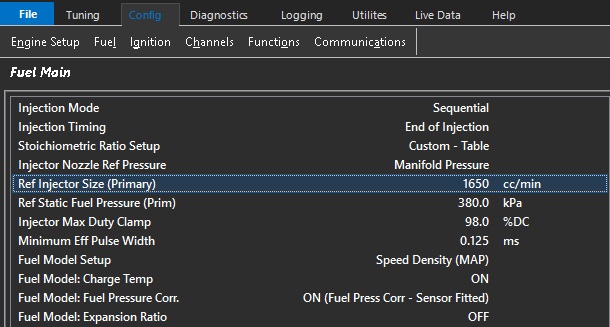 File Tuning Config Diagnostics Logging Utilites Live Data Help
Engine Setup Fuel Ignition Channels Functions Communications
Fuel Main
Injection Mode Sequential
Injection Timing End of Injection
Stoichiometric Ratio Setup Custom - Table
Injector Nozzle Ref Pressure Manifold Pressure
Ref Injector Size (Primary) 1650 cc/min
Ref Static Fuel Pressure (Prim) 380.0 kPa
Injector Max Duty Clamp 98.0 %DC
Minimum Eff Pulse Width 0.125 ms
Fuel Model Setup Speed Density (MAP)
Fuel Model: Charge Temp ON
Fuel Model: Fuel Pressure Corr. ON (Fuel Press Corr - Sensor Fitted)
Fuel Model: Expansion Ratio OFF